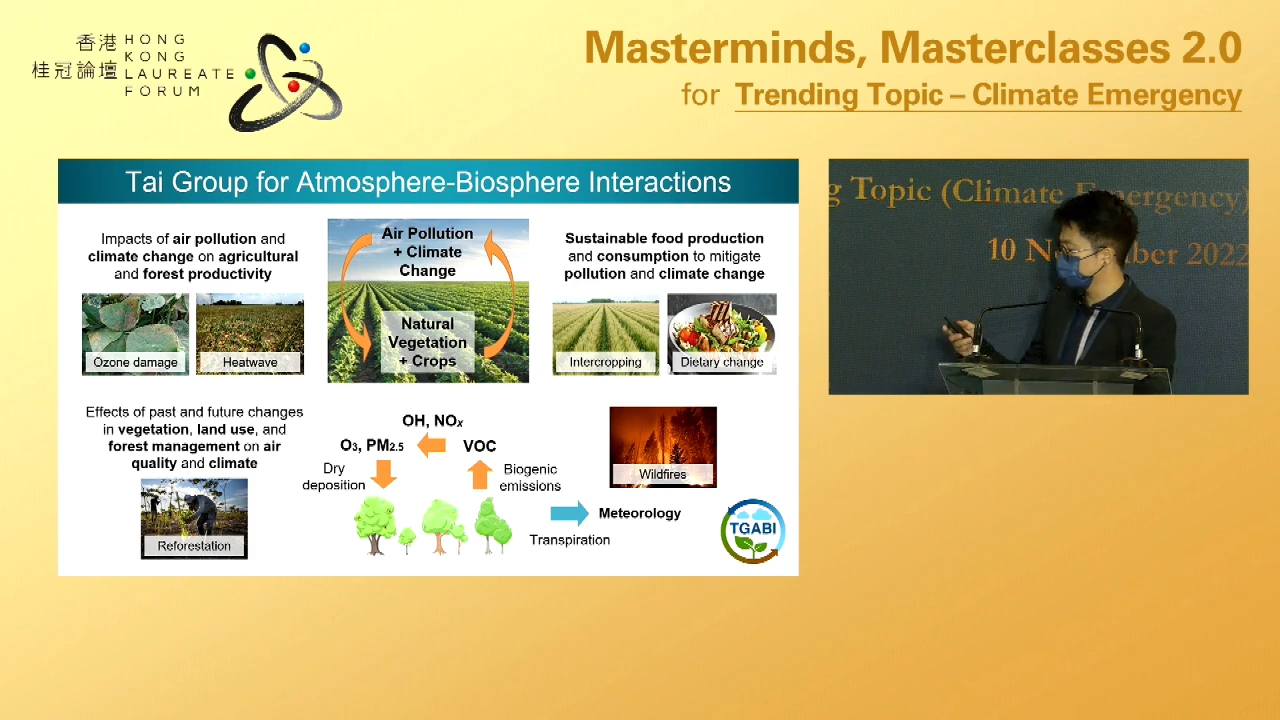 香港
桂冠論壇
HONG
KONG
LAUREATE
FORUM
Masterminds, Masterclasses 2.0
for Trending Topic – Climate Emergency
Tai Group for Atmosphere-Biosphere Interactions
Impacts of air pollution and
climate change on agricultural
and forest productivity
Ozone damage
Heatwave
Air Pollution
+ Climate
Change
Natural
Vegetation
+ Crops
Sustainable food production
and consumption to mitigate
pollution and climate change
Intercropping
Dietary change
Effects of past and future changes
in vegetation, land use, and
forest management on air
quality and climate
Reforestation
OH, NOx
O3, PM2.5
VOC
Dry
deposition
Biogenic
emissions
Transpiration
Meteorology
Wildfires
TGABI
g Topic (Climate Emergency)
10 November 2022